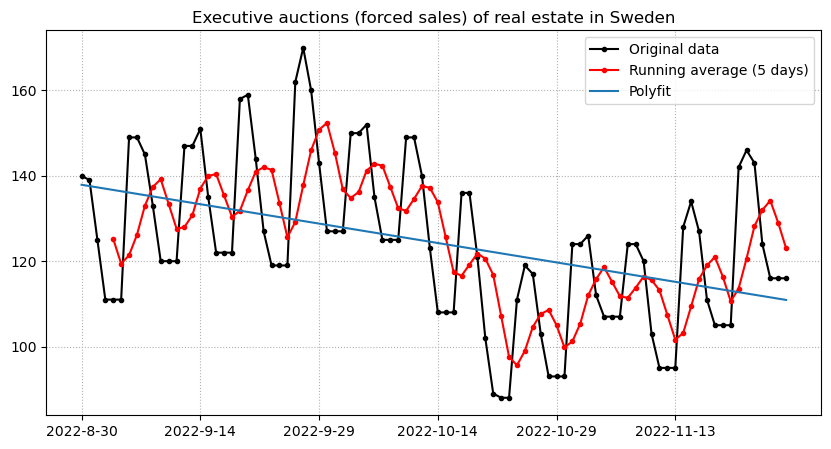 Executive auctions (forced sales) of real estate in Sweden
Original data
Running average (5 days)
Polyfit
160
140
120
100
2022-8-30
2022-9-14
2022-9-29
2022-10-14
2022-10-29
2022-11-13